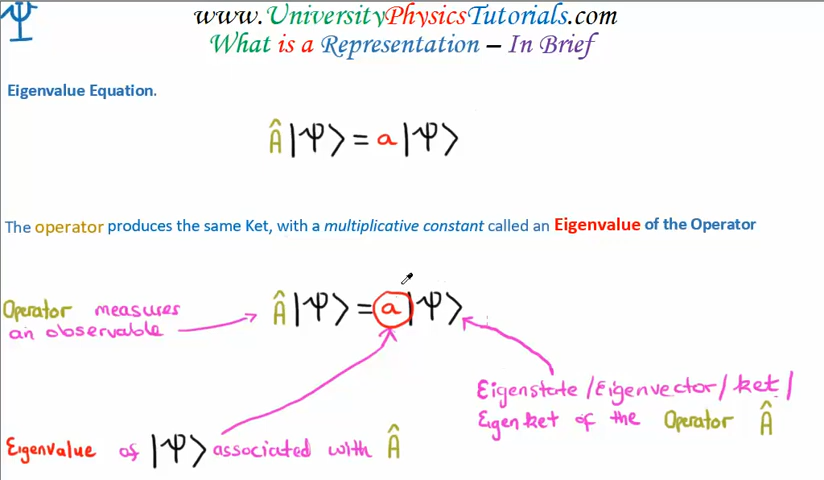 Ψ
www.UniversityPhysicsTutorials.com
What is a Representation – In Brief
Eigenvalue Equation.
Â|Ψ⟩ = a|Ψ⟩
The operator produces the same Ket, with a multiplicative constant called an Eigenvalue of the Operator
Operator measures
an observable
Â|Ψ⟩ = a|Ψ⟩
Eigenstate/Eigenvector/ket/
Eigenket of the Operator Â
Eigenvalue of |Ψ⟩ associated with Â